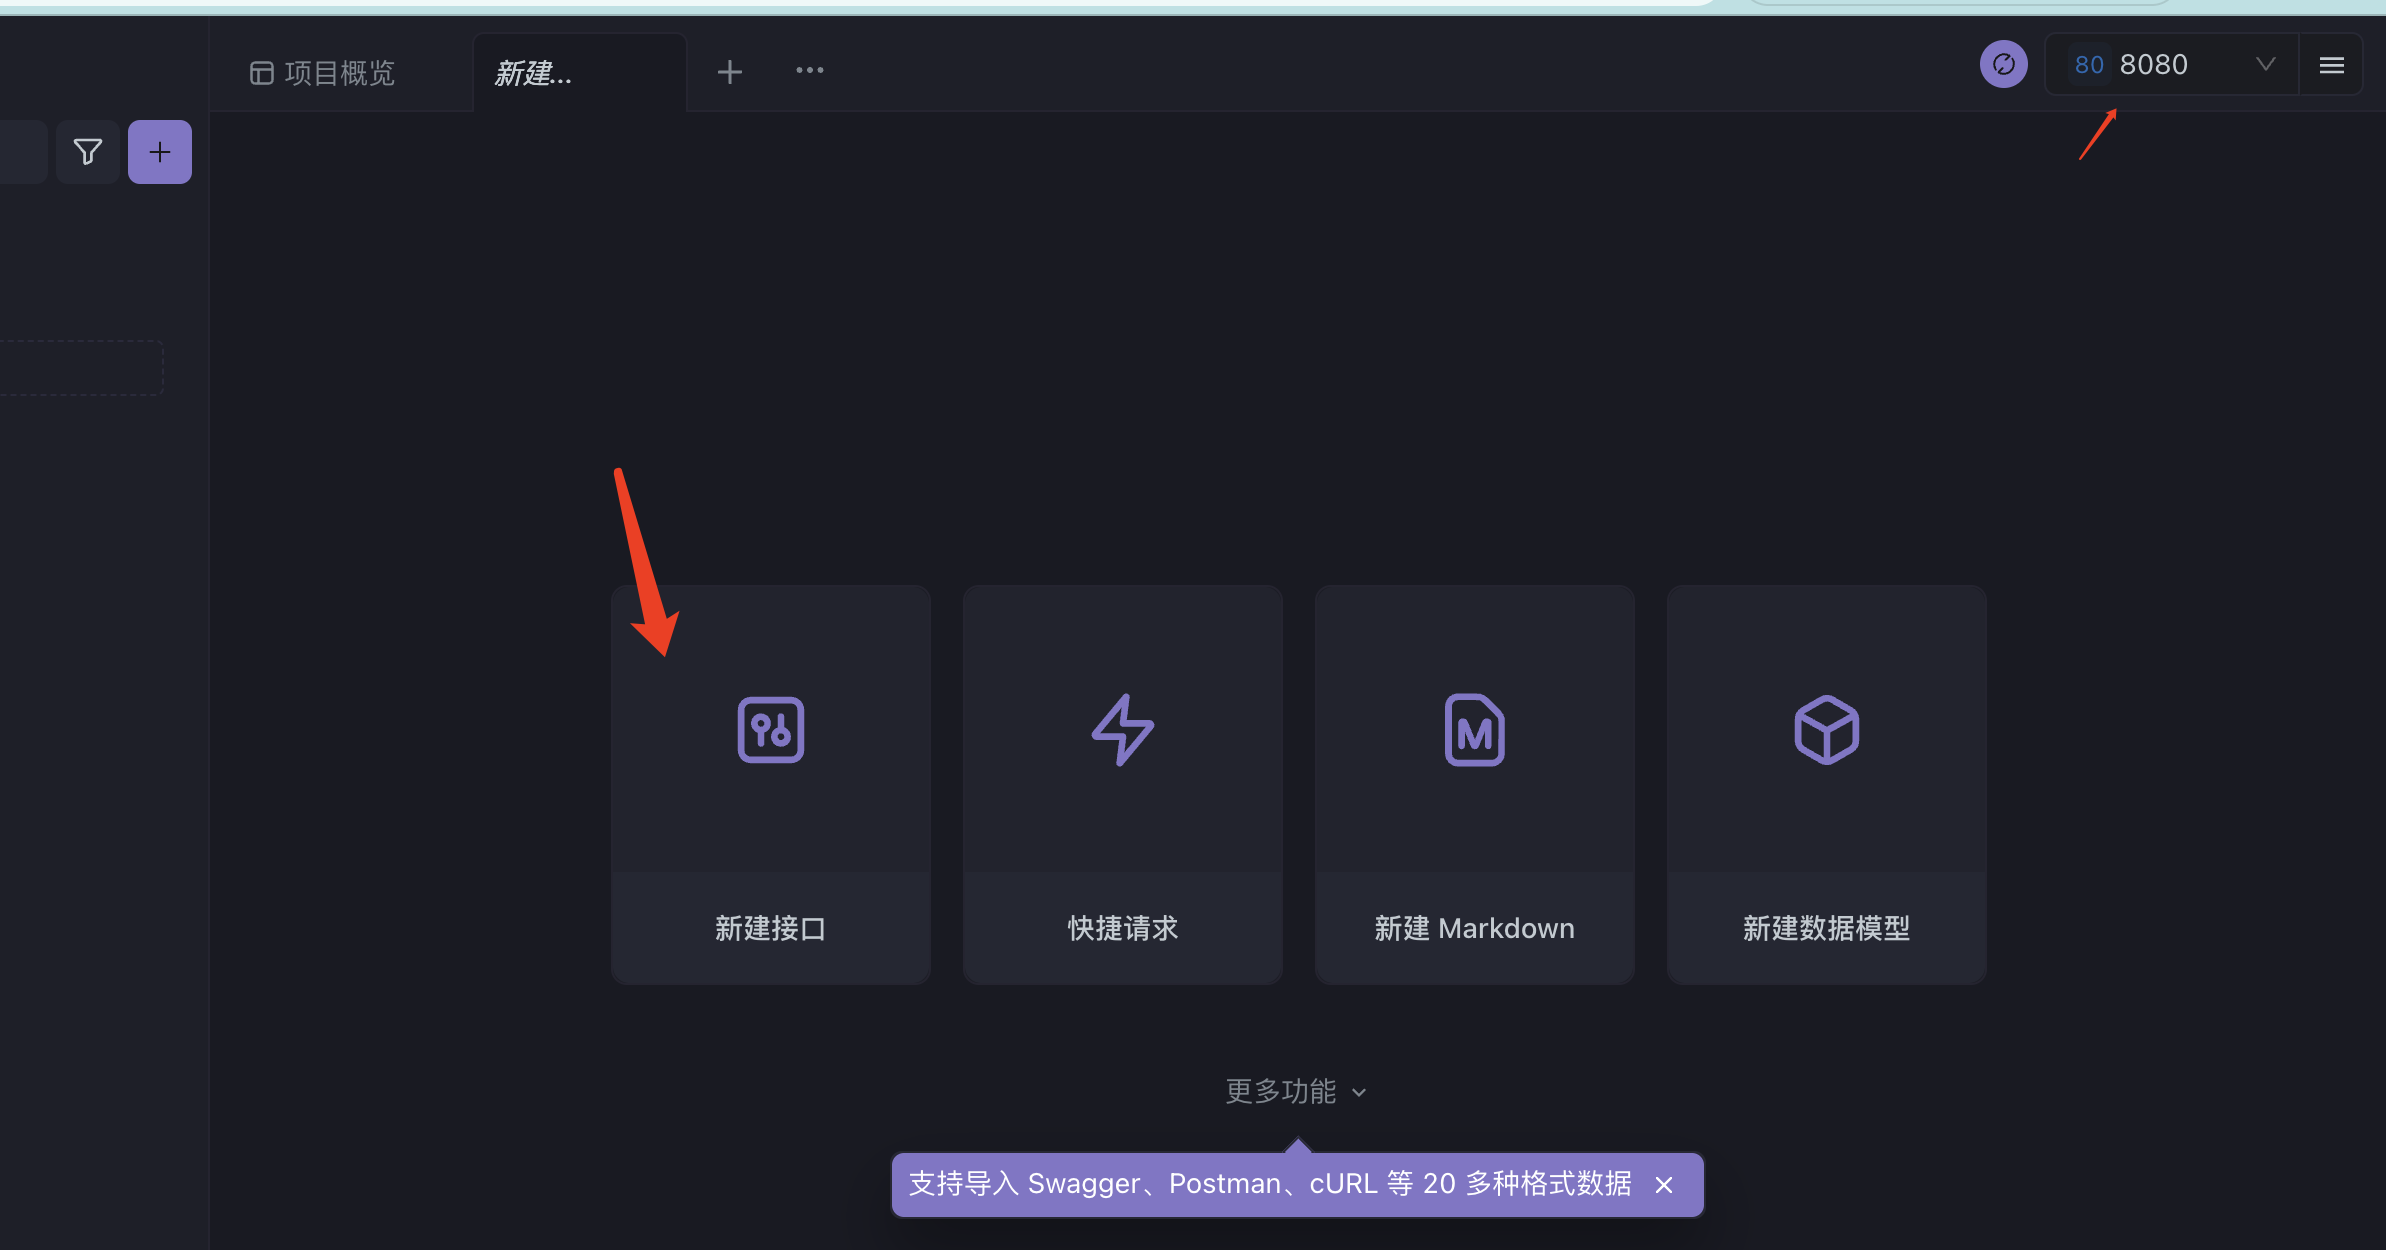 项目概览
新建...
80 8080
新建接口
快捷请求
新建 Markdown
新建数据模型
更多功能
支持导入 Swagger、Postman、cURL 等 20 多种格式数据